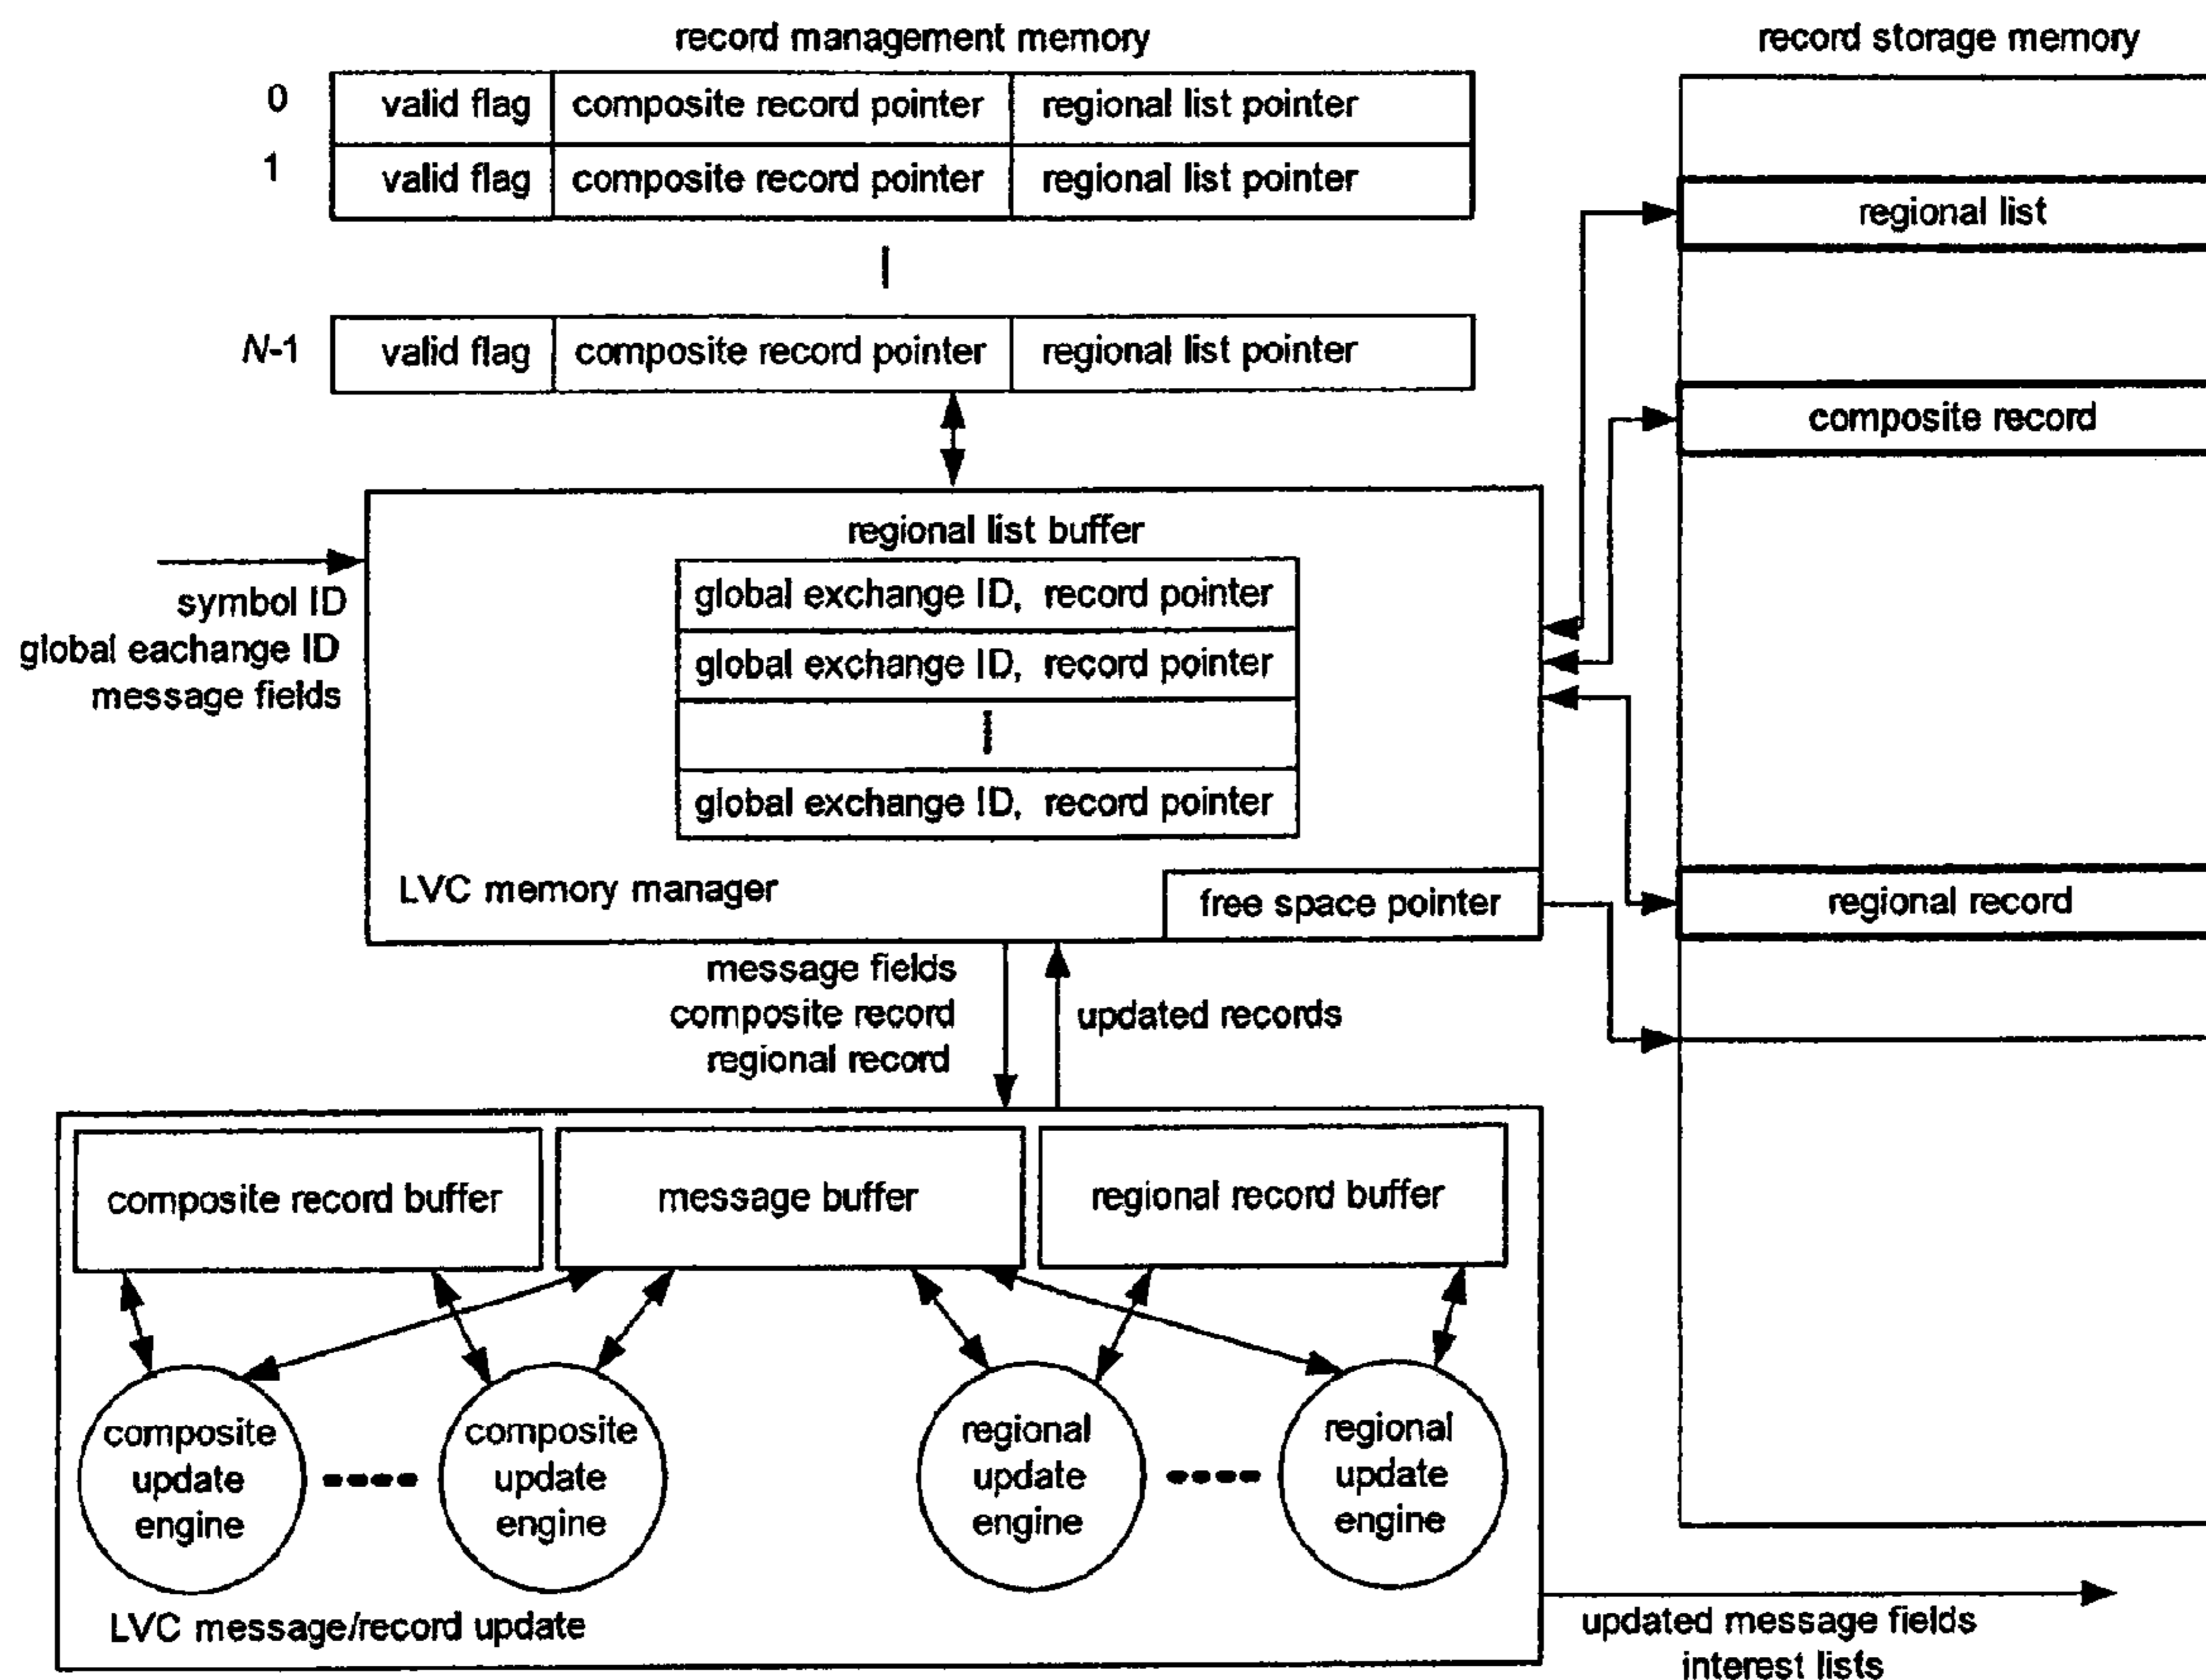 record management memory
record storage memory
0 valid flag composite record pointer regional list pointer
1 valid flag composite record pointer regional list pointer
N-1 valid flag composite record pointer regional list pointer
regional list
composite record
regional record
symbol ID
global eachange ID
message fields
regional list buffer
global exchange ID, record pointer
global exchange ID, record pointer
global exchange ID, record pointer
LVC memory manager
free space pointer
message fields
composite record
regional record
updated records
composite record buffer
message buffer
regional record buffer
composite
update
engine
composite
update
engine
regional
update
engine
regional
update
engine
LVC message/record update
updated message fields
interest lists